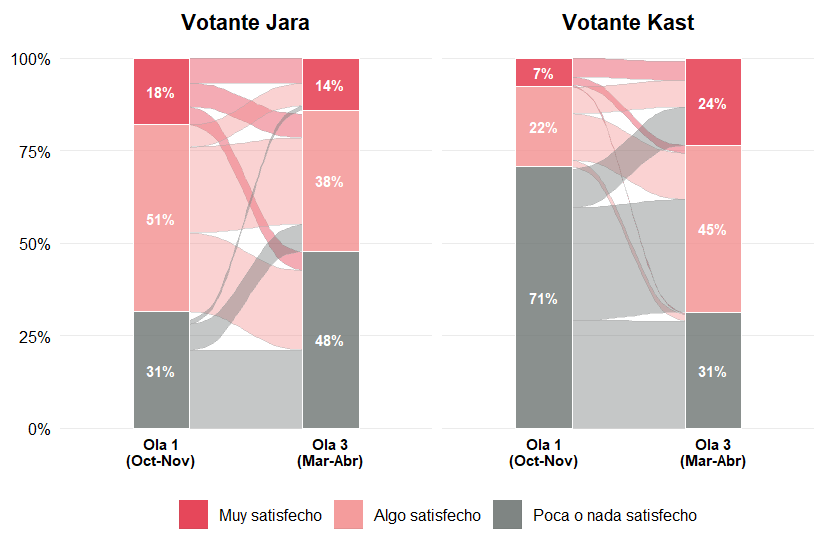 Votante Jara
Votante Kast
100%
75%
50%
25%
0%
18%
51%
31%
14%
38%
48%
7%
22%
71%
24%
45%
31%
Ola 1
(Oct-Nov)
Ola 3
(Mar-Abr)
Ola 1
(Oct-Nov)
Ola 3
(Mar-Abr)
Muy satisfecho
Algo satisfecho
Poca o nada satisfecho